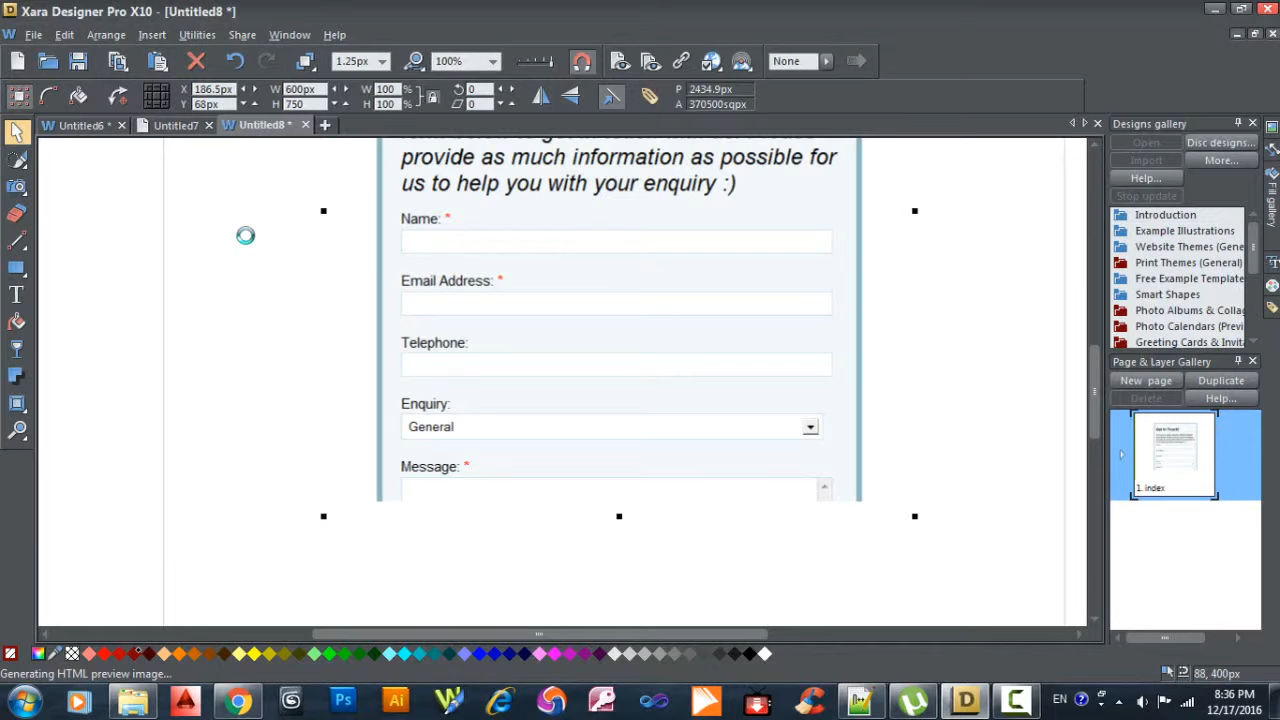 Xara Designer Pro X10 - [Untitled8 *]
File Edit Arrange Insert Utilities Share Window Help
1.25px 100% None
X 186.5px W 600px W 100 0 P 2434.9px
Y 68px H 750 H 100 0 A 370500sqpx
Untitled6 * Untitled7 Untitled8 *
Designs gallery
Open... Disc designs...
Import More...
Help...
Stop update
Introduction
Example Illustrations
Website Themes (Gene
Print Themes (General)
Free Example Template
Smart Shapes
Photo Albums & Collag
Photo Calendars (Previ
Greeting Cards & Invita
Page & Layer Gallery
New page Duplicate
Delete Help...
1. index
provide as much information as possible for
us to help you with your enquiry :)
Name: *
Email Address: *
Telephone:
Enquiry:
General
Message: *
Generating HTML preview image...
88, 400px
EN
8:36 PM
12/17/2016